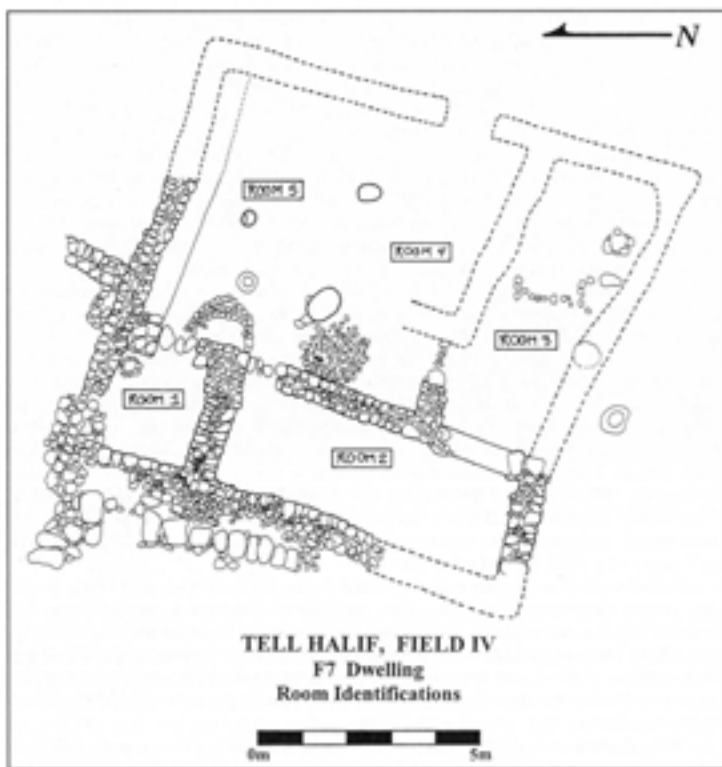 N
ROOM 5
ROOM 4
ROOM 3
ROOM 1
ROOM 2
TELL HALIF, FIELD IV
F7 Dwelling
Room Identifications
0m 5m